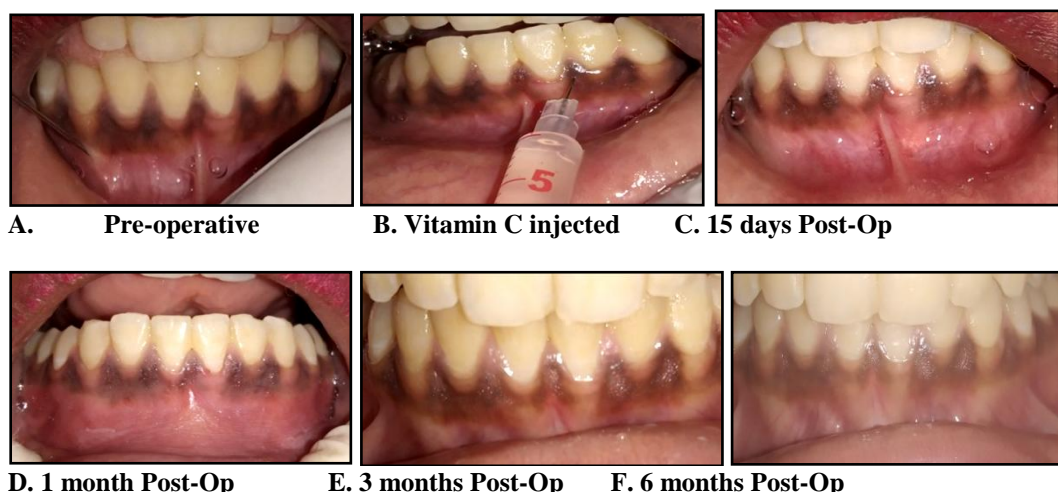 5
A. Pre-operative B. Vitamin C injected C. 15 days Post-Op
D. 1 month Post-Op E. 3 months Post-Op F. 6 months Post-Op